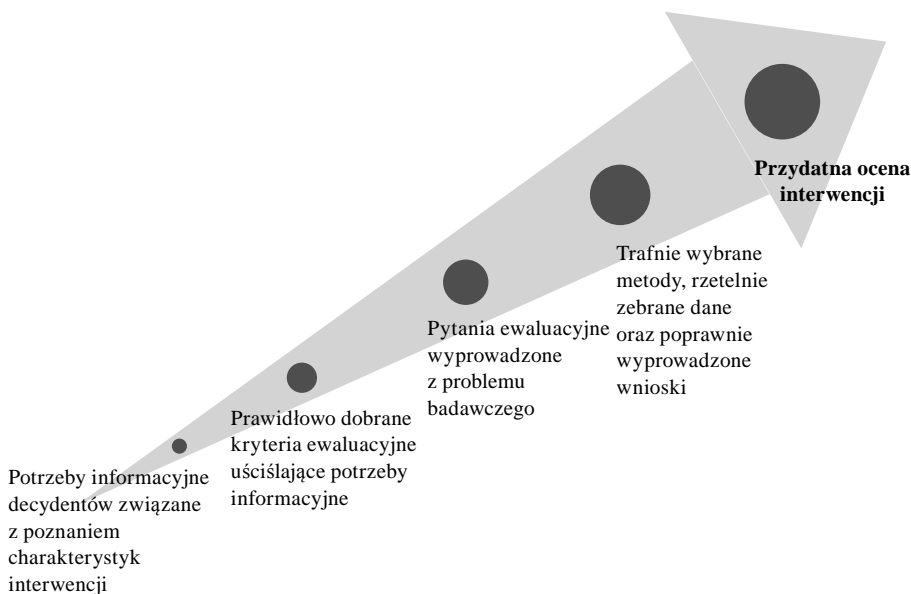 Potrzeby informacyjne
decydentów związane
z poznaniem
charakterystyk
interwencji
Prawidłowo dobrane
kryteria ewaluacyjne
uściślające potrzeby
informacyjne
Pytania ewaluacyjne
wyprowadzone
z problemu
badawczego
Trafnie wybrane
metody, rzetelnie
zebrane dane
oraz poprawnie
wyprowadzone
wnioski
Przydatna ocena
interwencji